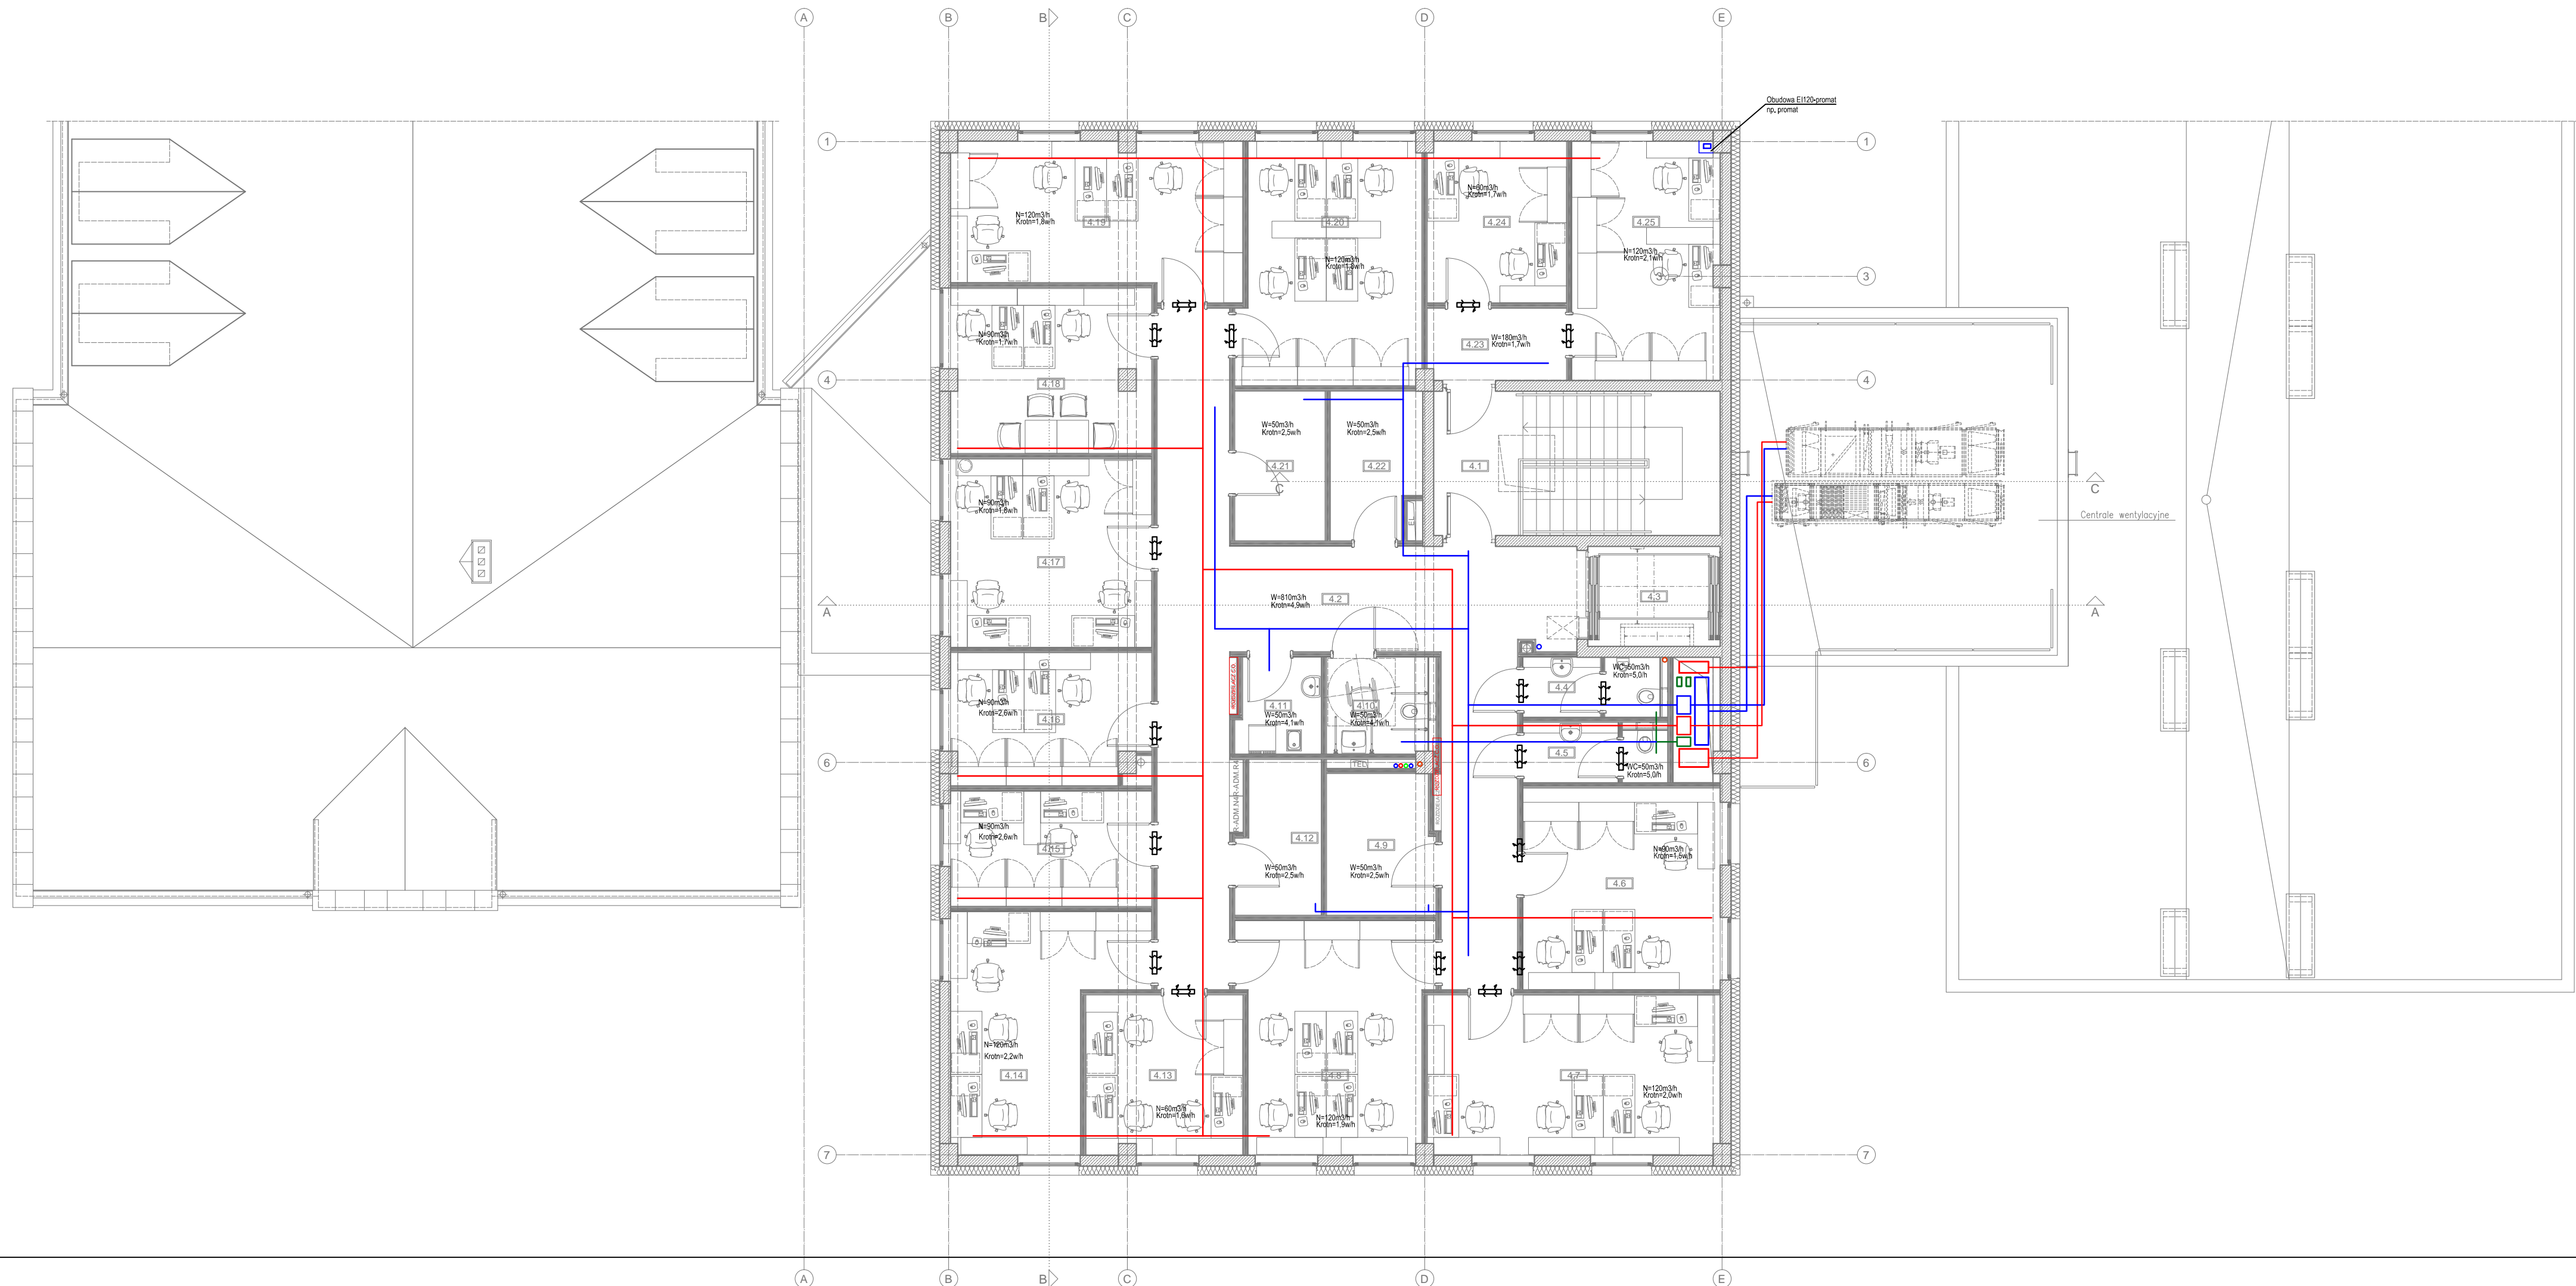 A
B
B
C
D
E
Obudowa EI120-promat
np, promat
1
1
N=120m3/h
Krotn=1,8w/h
4.19
4.20
N=120m3/h
N=60m3/h
Krotn=1,7w/h
4.24
4.25
N=120m3/h
Krotn=2,1w/h
3
3
N=90m3/h
Krotn=1,7w/h
4.18
4.23
W=180m3/h
Krotn=1,7w/h
4
4
W=50m3/h
Krotn=2,5w/h
W=50m3/h
Krotn=2,5w/h
4.21
4.22
4.1
C
C
EL.
Centrale wentylacyjne
N=90m3/h
Krotn=1,8w/h
4.17
W=810m3/h
Krotn=4,9w/h
4.2
4.3
A
A
WC=50m3/h
Krotn=5,0/h
4.4
N=90m3/h
Krotn=2,6w/h
4.16
4.11
W=50m3/h
Krotn=4,1w/h
4.10
W=50m3/h
Krotn=4,1w/h
4.5
WC=50m3/h
Krotn=5,0/h
6
6
TEL.
R-ADM.N4
R-ADM.R4
N=90m3/h
Krotn=2,6w/h
4.15
4.12
4.9
W=50m3/h
Krotn=2,5w/h
W=50m3/h
Krotn=2,5w/h
N=90m3/h
Krotn=1,5w/h
4.6
N=120m3/h
Krotn=2,2w/h
4.14
4.13
N=60m3/h
Krotn=1,6w/h
4.8
N=120m3/h
Krotn=1,9w/h
4.7
N=120m3/h
Krotn=2,0w/h
7
7
A
B
B
C
D
E